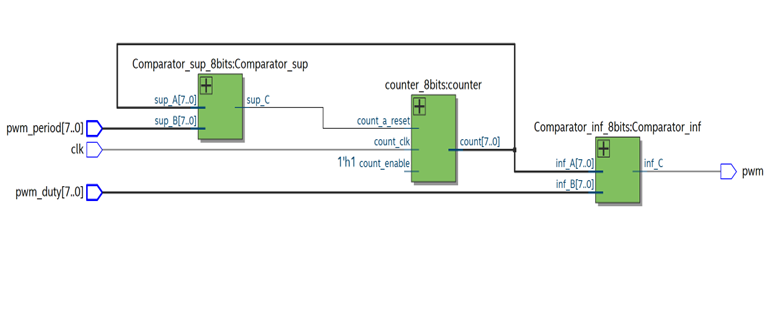 Comparator_sup_8bits:Comparator_sup
counter_8bits:counter
sup_A[7..0]
sup_C
sup_B[7..0]
pwm_period[7..0]
count_a_reset
Comparator_inf_8bits:Comparator_inf
clk
count_clk
count[7..0]
1'h1 count_enable
inf_A[7..0]
inf_C
pwm
inf_B[7..0]
pwm_duty[7..0]